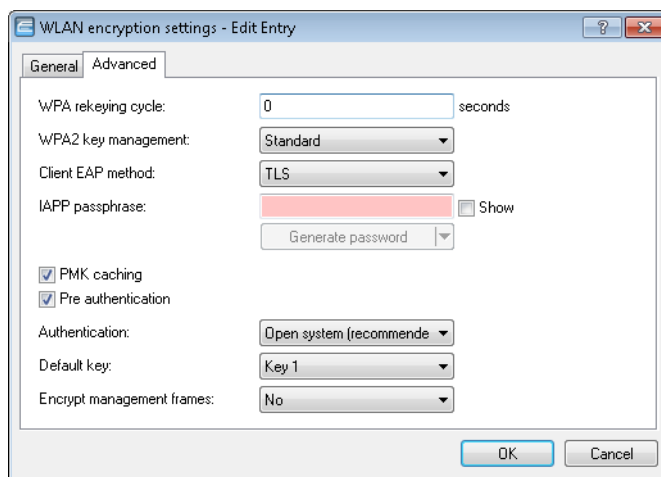 WLAN encryption settings - Edit Entry
General Advanced
WPA rekeying cycle: 0 seconds
WPA2 key management: Standard
Client EAP method: TLS
IAPP passphrase: Show
Generate password
PMK caching
Pre authentication
Authentication: Open system (recommende
Default key: Key 1
Encrypt management frames: No
OK Cancel